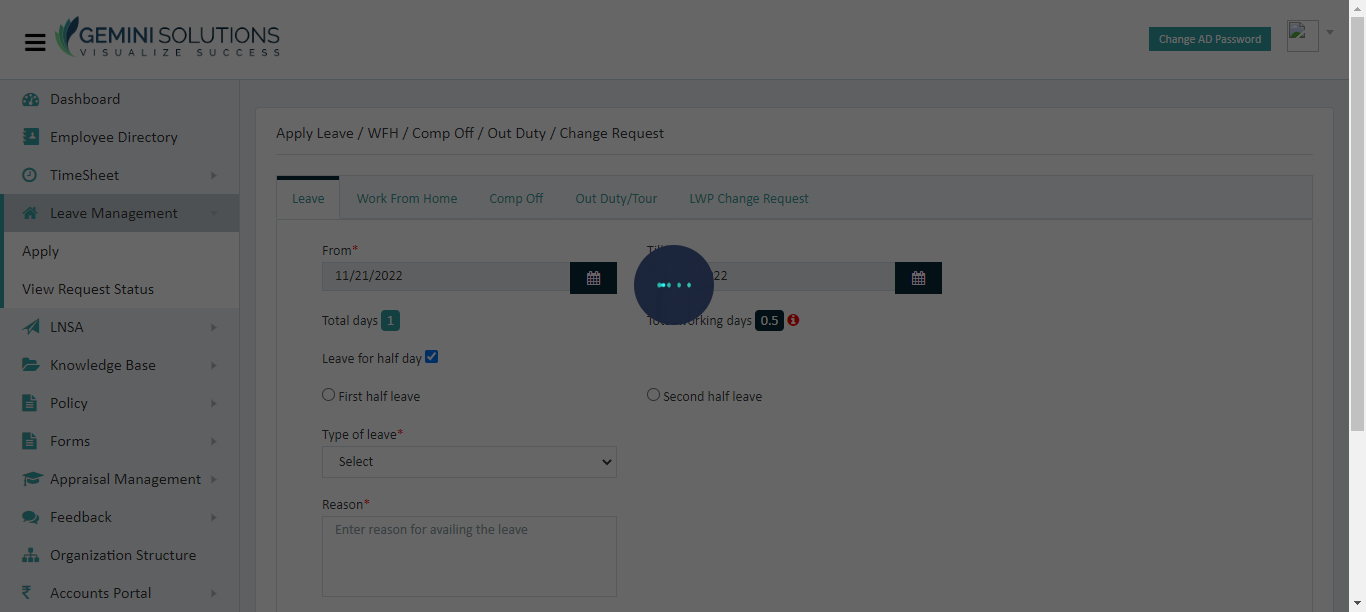 GEMINI SOLUTIONS
VISUALIZE SUCCESS
Change AD Password
Dashboard
Employee Directory
TimeSheet
Leave Management
Apply
View Request Status
LNSA
Knowledge Base
Policy
Forms
Appraisal Management
Feedback
Organization Structure
Accounts Portal
Apply Leave / WFH / Comp Off / Out Duty / Change Request
Leave Work From Home Comp Off Out Duty/Tour LWP Change Request
From*
11/21/2022 22
Total days 1 working days 0.5
Leave for half day
First half leave Second half leave
Type of leave*
Select
Reason*
Enter reason for availing the leave